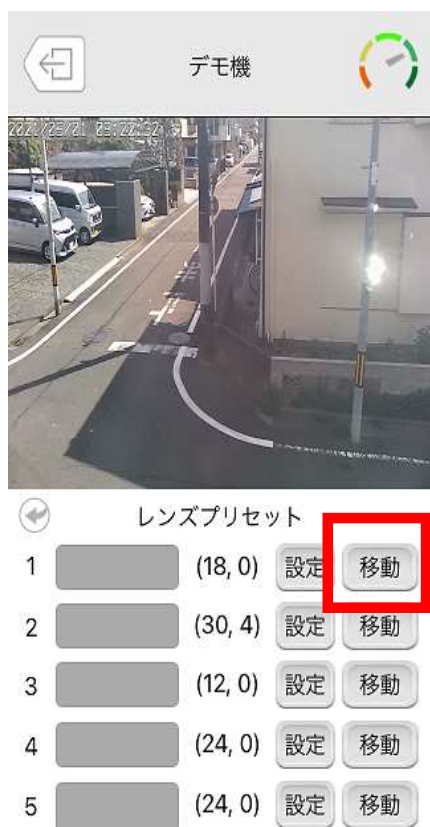 デモ機
レンズプリセット
1 (18, 0) 設定 移動
2 (30, 4) 設定 移動
3 (12, 0) 設定 移動
4 (24, 0) 設定 移動
5 (24, 0) 設定 移動